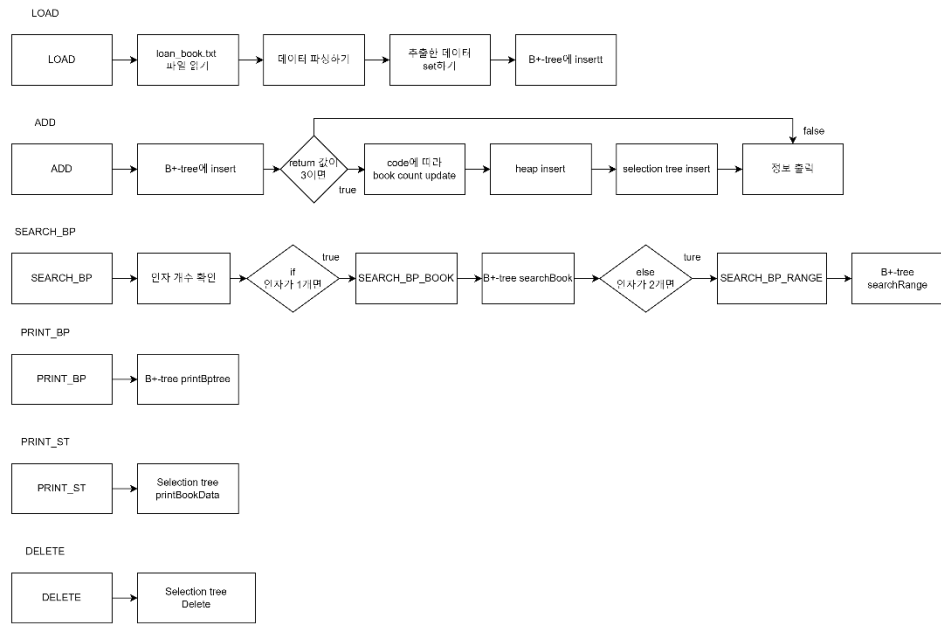 LOAD
LOAD
loan_book.txt
파일 읽기
데이터 파싱하기
추출한 데이터
set하기
B+-tree에 insertt
ADD
ADD
B+-tree에 insert
return 값이
3이면
true
false
code에 따라
book count update
heap insert
selection tree insert
정보 출력
SEARCH_BP
SEARCH_BP
인자 개수 확인
if
인자가 1개면
true
SEARCH_BP_BOOK
B+-tree searchBook
else
인자가 2개면
ture
SEARCH_BP_RANGE
B+-tree
searchRange
PRINT_BP
PRINT_BP
B+-tree printBptree
PRINT_ST
PRINT_ST
Selection tree
printBookData
DELETE
DELETE
Selection tree
Delete